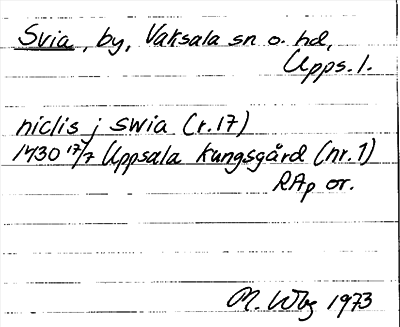 Svia, by, Vaksala sn o. hd,
Upps. l.
niclis j swia (r. 17)
1430 17/7 Uppsala kungsgård (nr. 1)
RAp or.
M. Wbg 1973